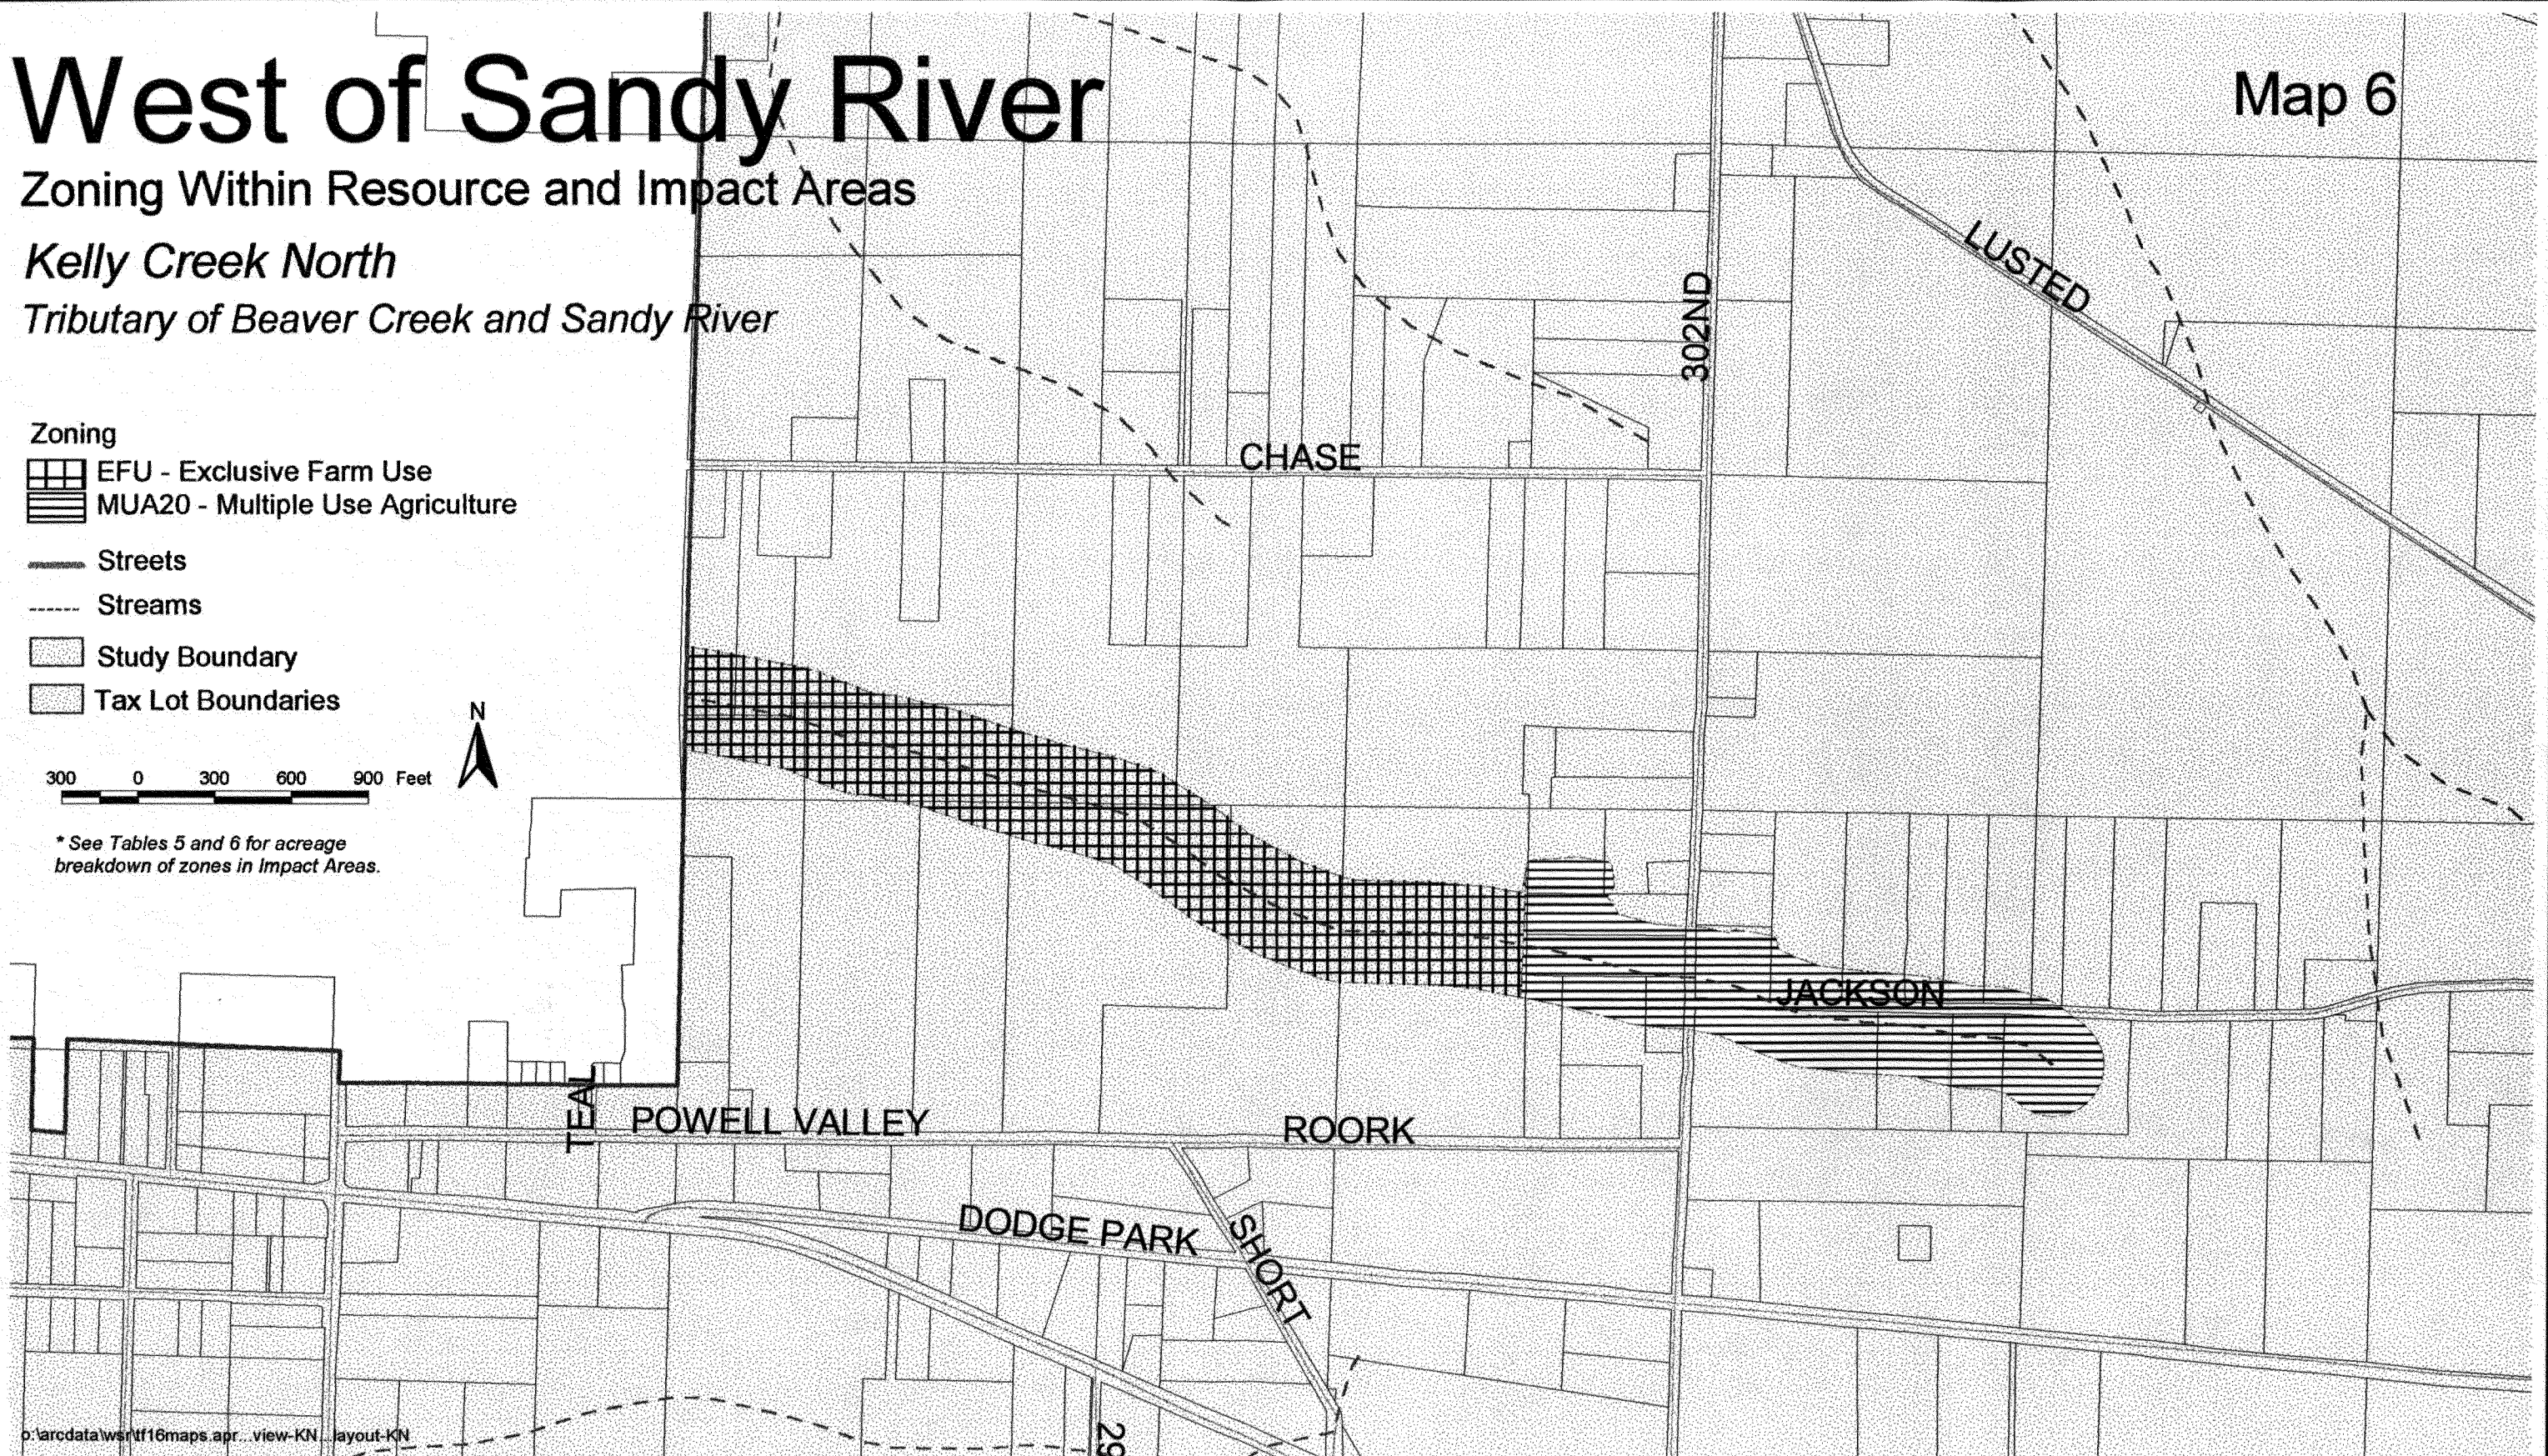 West of Sandy River
Map 6
Zoning Within Resource and Impact Areas
Kelly Creek North
Tributary of Beaver Creek and Sandy River
Zoning
EFU - Exclusive Farm Use
MUA20 - Multiple Use Agriculture
Streets
Streams
Study Boundary
Tax Lot Boundaries
N
300 0 300 600 900 Feet
* See Tables 5 and 6 for acreage
breakdown of zones in Impact Areas.
LUSTED
302ND
CHASE
JACKSON
TEAL
POWELL VALLEY
ROORK
DODGE PARK
SHORT
29
o:\arcdata\wsr\tf16maps.apr...view-KN...layout-KN